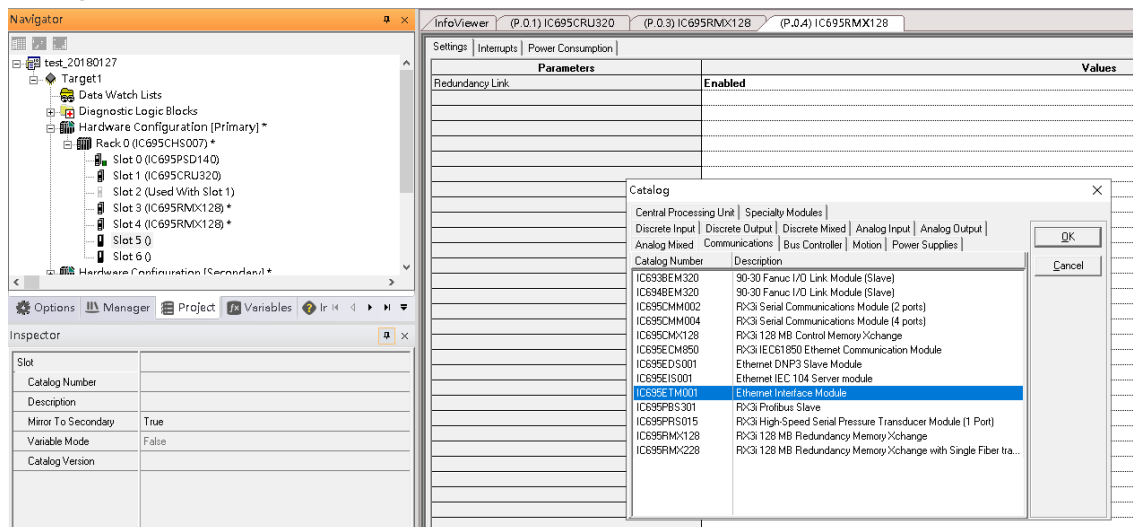 Navigator
test_20180127
Target1
Data Watch Lists
Diagnostic Logic Blocks
Hardware Configuration [Primary] *
Rack 0 (IC695CHS007) *
Slot 0 (IC695PSD140)
Slot 1 (IC695CRU320)
Slot 2 (Used With Slot 1)
Slot 3 (IC695RMX128) *
Slot 4 (IC695RMX128) *
Slot 5 ()
Slot 6 ()
Hardware Configuration [Secondary] *
Options Manager Project Variables Ir
Inspector
Slot
Catalog Number
Description
Mirror To Secondary True
Variable Mode False
Catalog Version
InfoViewer (P.0.1) IC695CRU320 (P.0.3) IC695RMX128 (P.0.4) IC695RMX128
Settings Interrupts Power Consumption
Parameters Values
Redundancy Link Enabled
Catalog
Central Processing Unit Specialty Modules
Discrete Input Discrete Output Discrete Mixed Analog Input Analog Output
Analog Mixed Communications Bus Controller Motion Power Supplies
OK
Cancel
Catalog Number Description
IC693BEM320 90-30 Fanuc I/O Link Module (Slave)
IC694BEM320 90-30 Fanuc I/O Link Module (Slave)
IC695CMM002 RX3i Serial Communications Module (2 ports)
IC695CMM004 RX3i Serial Communications Module (4 ports)
IC695CMX128 RX3i 128 MB Control Memory Xchange
IC695ECM850 RX3i IEC61850 Ethernet Communication Module
IC695EDS001 Ethernet DNP3 Slave Module
IC695EIS001 Ethernet IEC 104 Server module
IC695ETM001 Ethernet Interface Module
IC695PBS301 RX3i Profibus Slave
IC695PRS015 RX3i High-Speed Serial Pressure Transducer Module (1 Port)
IC695RMX128 RX3i 128 MB Redundancy Memory Xchange
IC695RMX228 RX3i 128 MB Redundancy Memory Xchange with Single Fiber tra...